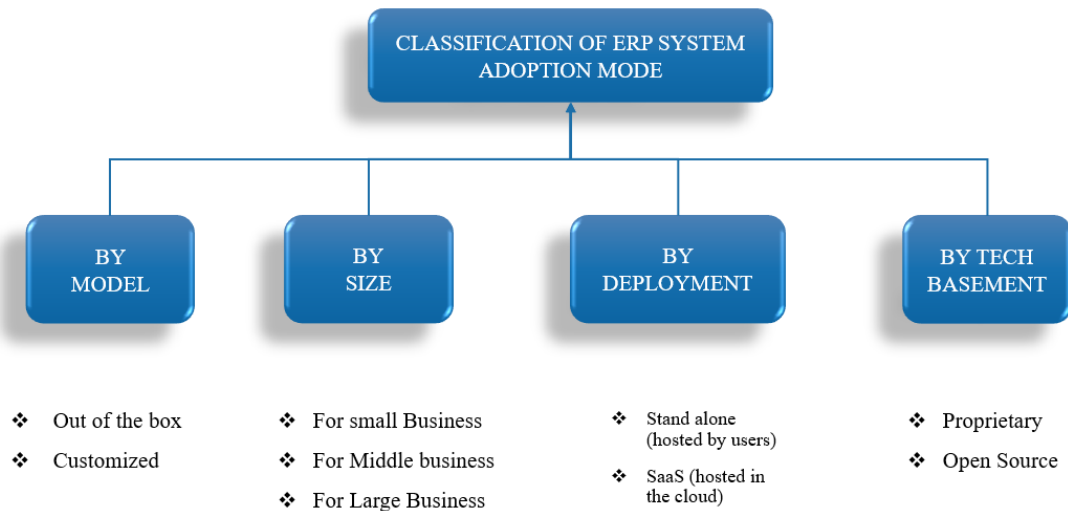 CLASSIFICATION OF ERP SYSTEM
ADOPTION MODE
BY
MODEL
BY
SIZE
BY
DEPLOYMENT
BY TECH
BASEMENT
❖ Out of the box
❖ Customized
❖ For small Business
❖ For Middle business
❖ For Large Business
❖ Stand alone
(hosted by users)
❖ SaaS (hosted in
the cloud)
❖ Proprietary
❖ Open Source